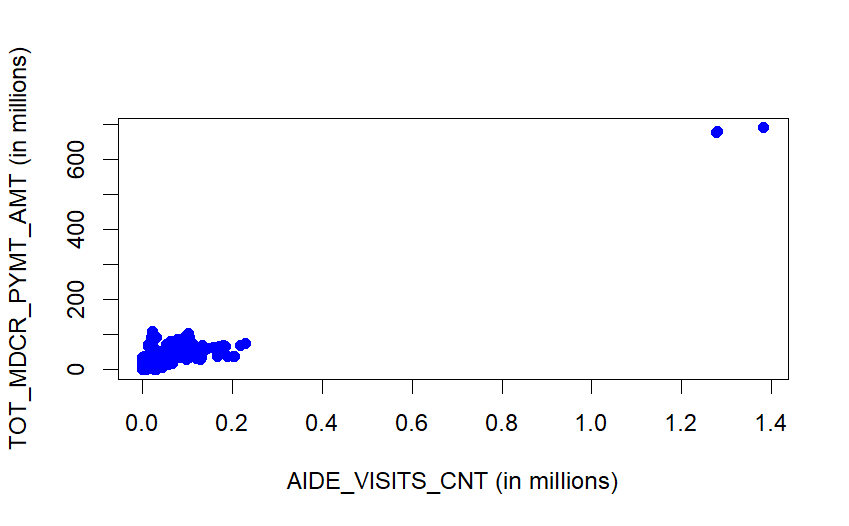 TOT_MDCR_PYMT_AMT (in millions)
600
400
200
0
0.0 0.2 0.4 0.6 0.8 1.0 1.2 1.4
AIDE_VISITS_CNT (in millions)